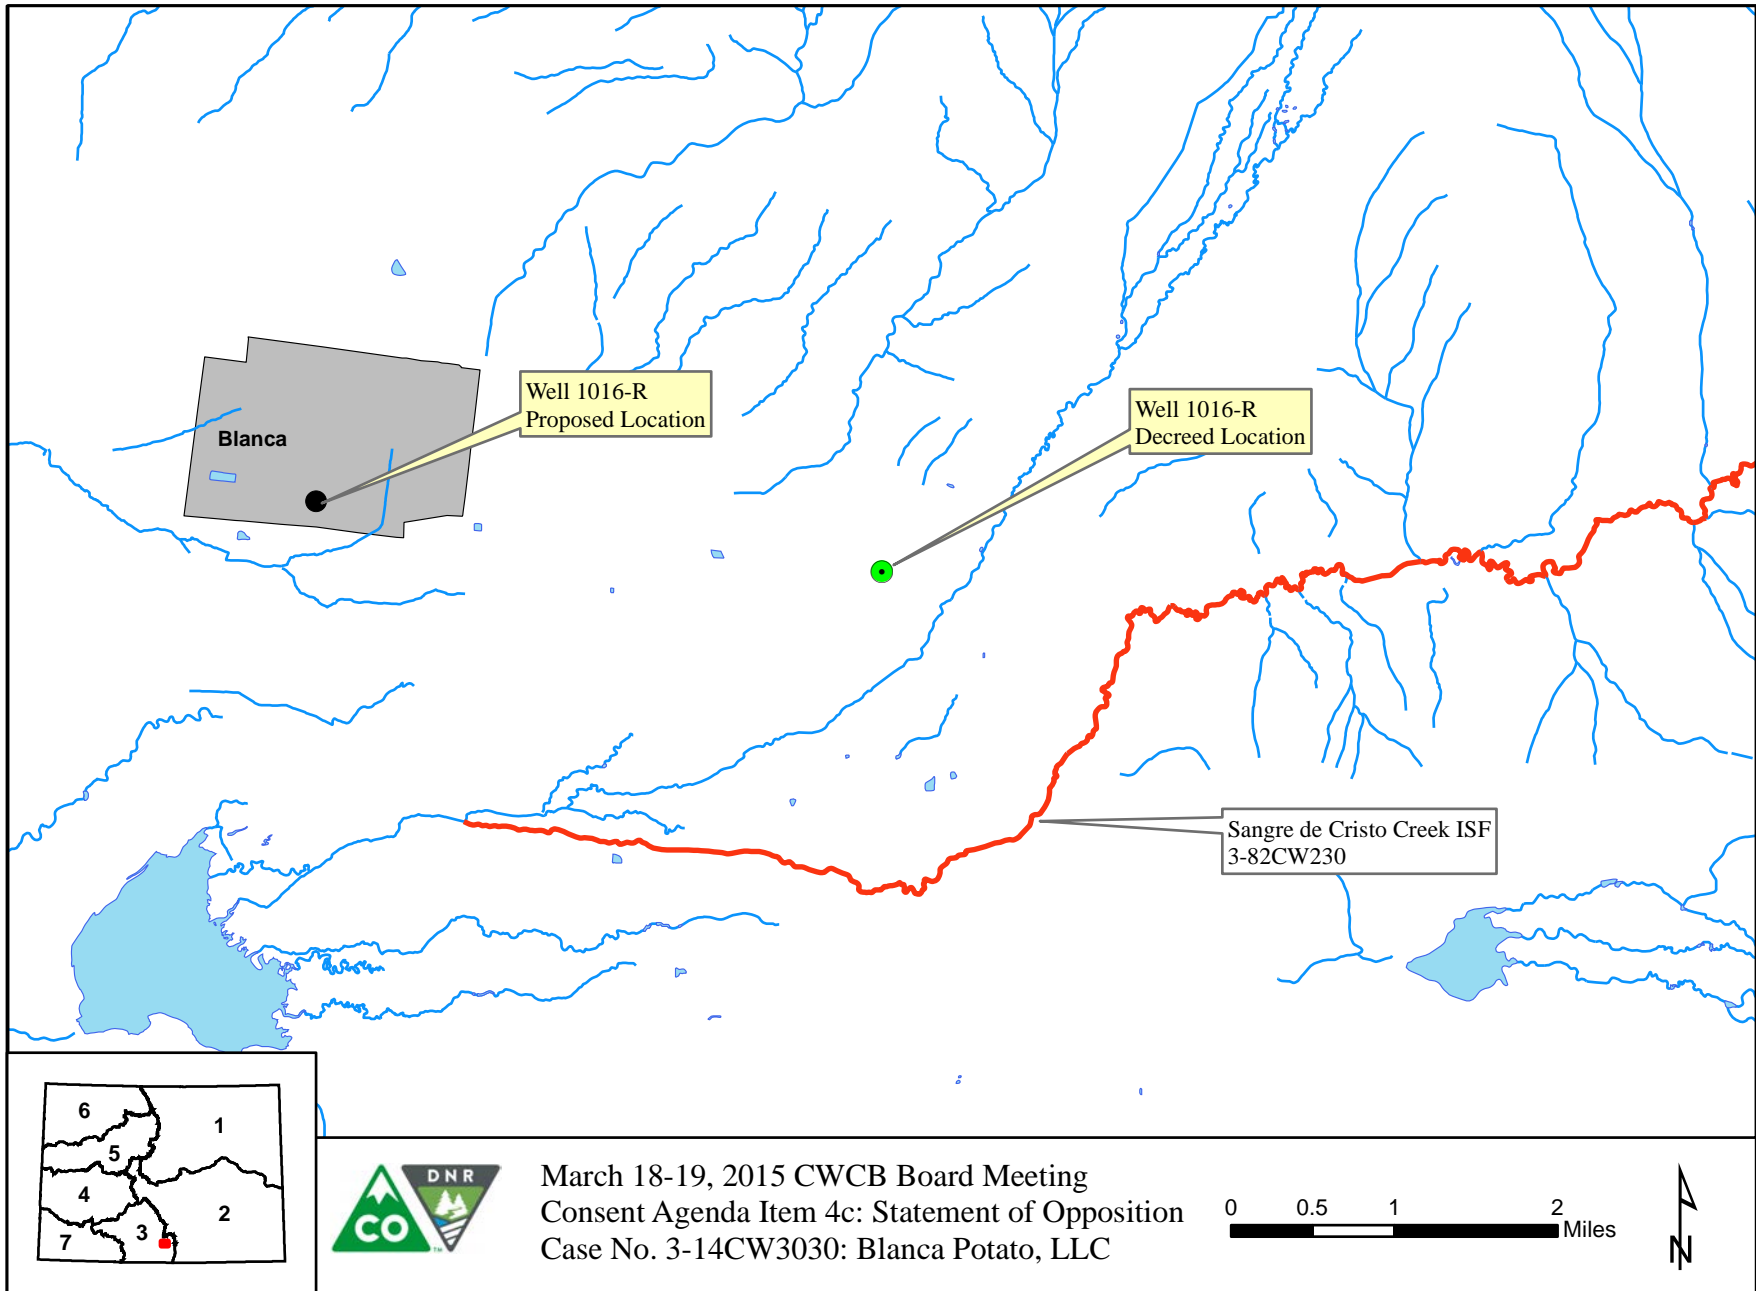 Well 1016-R
Proposed Location
Well 1016-R
Decreed Location
Blanca
Sangre de Cristo Creek ISF
3-82CW230
6
1
5
4
2
3
7
CO
TM
DNR
March 18-19, 2015 CWCB Board Meeting
Consent Agenda Item 4c: Statement of Opposition
Case No. 3-14CW3030: Blanca Potato, LLC
0 0.5 1 2
Miles
N